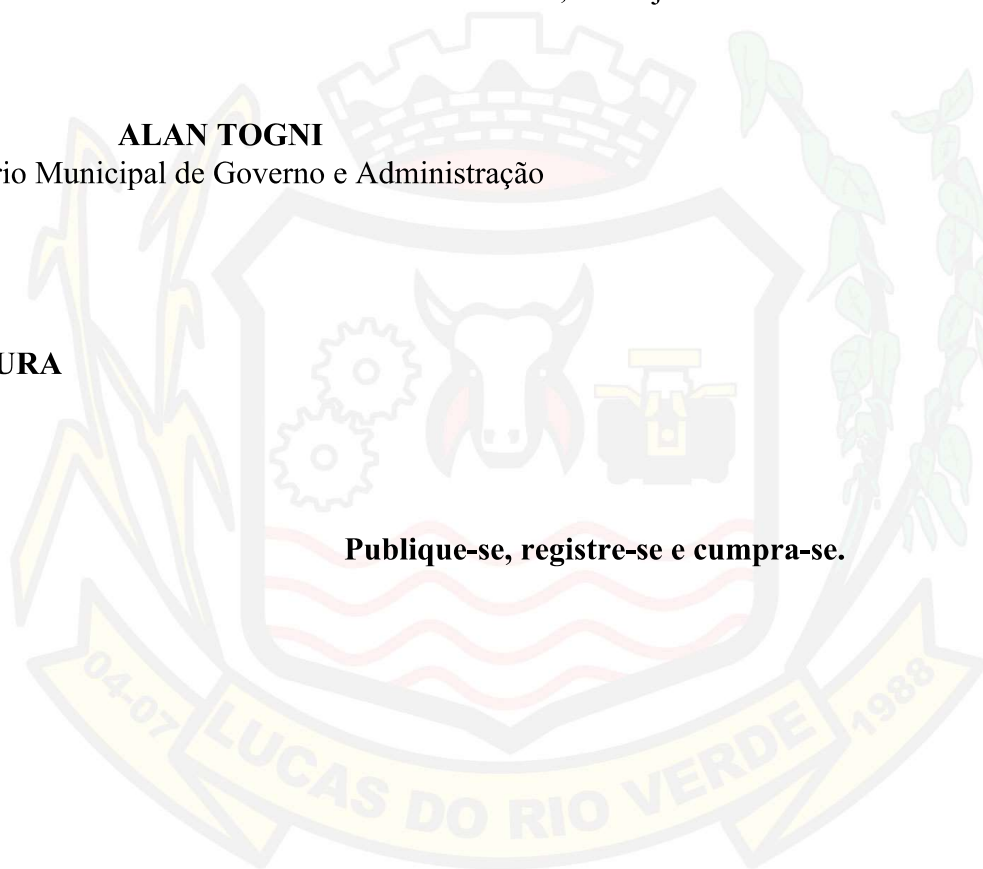 ALAN TOGNI
rio Municipal de Governo e Administração
URA
Publique-se, registre-se e cumpra-se.
04-07
LUCAS DO RIO VERDE
1988